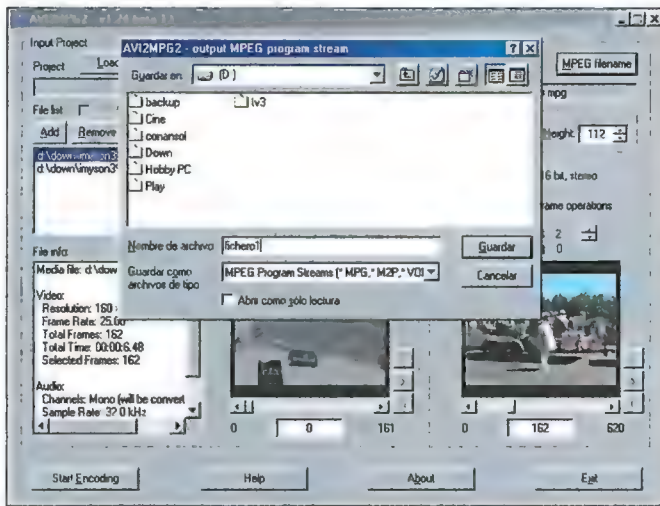 AVI2MPG2
Input Project
AVI2MPG2 - output MPEG program stream
Project
MPEG filename
mpg
Guardar en:
(D:)
File list
Add
Remove
backup
Cine
conansol
Down
Hobby PC
Play
Height:
112
6 bit, stereo
rame operations
2
0
Nombre de archivo
fichero1
Guardar
Guardar como
archivos de tipo
MPEG Program Streams (*.MPG,*.M2P,*.VO
Cancelar
Abrir como sólo lectura
File info:
Media file: d:\dow
Video:
Resolution: 160
Frame Rate: 25.00
Total Frames: 162
Total Time: 00:00:6.48
Selected Frames: 162
Audio:
Channels: Mono (will be convert
Sample Rate: 32.0 kHz
0
0
161
0
162
620
Start Encoding
Help
About
Exit